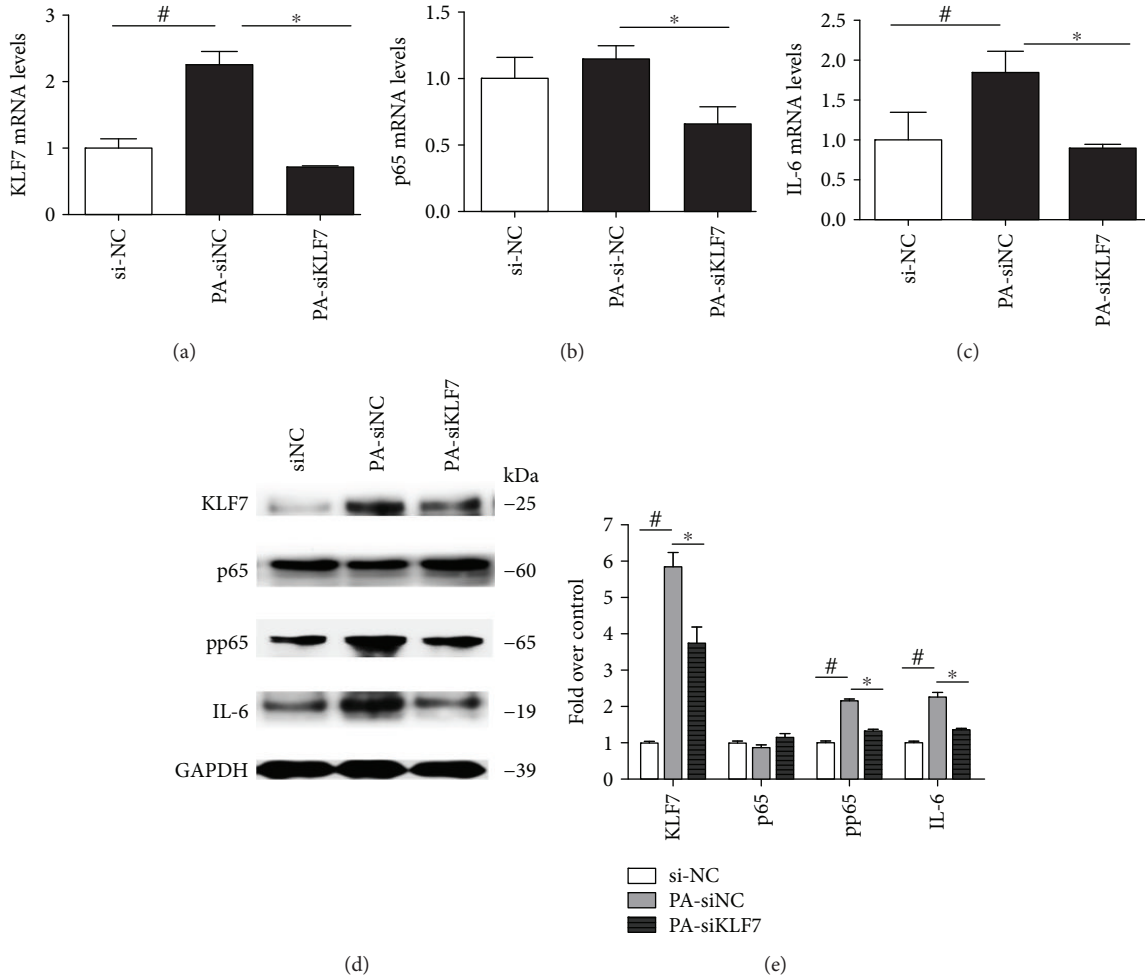 KLF7 mRNA levels
3
2
1
0
#
*
si-NC
PA-siNC
PA-siKLF7
(a)
p65 mRNA levels
1.5
1.0
0.5
0.0
*
si-NC
PA-si-NC
PA-siKLF7
(b)
IL-6 mRNA levels
2.5
2.0
1.5
1.0
0.5
0.0
#
*
si-NC
PA-siNC
PA-siKLF7
(c)
siNC
PA-siNC
PA-siKLF7
kDa
KLF7 –25
p65 –60
pp65 –65
IL-6 –19
GAPDH –39
(d)
Fold over control
7
6
5
4
3
2
1
0
# *
# *
# *
KLF7
p65
pp65
IL-6
si-NC
PA-siNC
PA-siKLF7
(e)